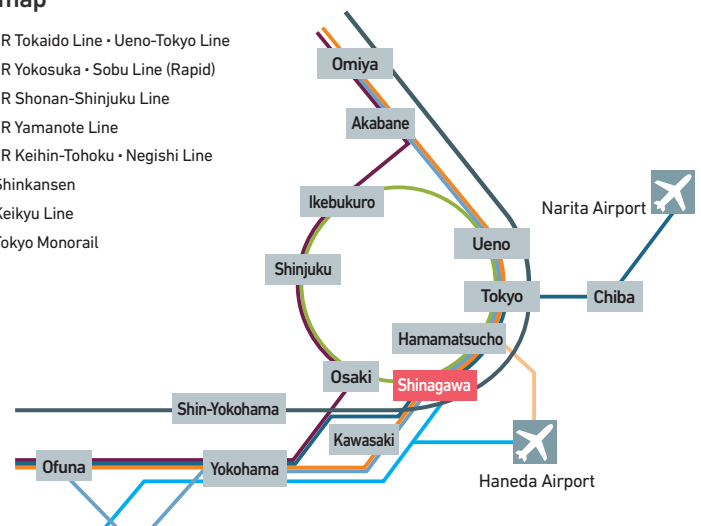 map
R Tokaido Line・Ueno-Tokyo Line
R Yokosuka・Sobu Line (Rapid)
R Shonan-Shinjuku Line
R Yamanote Line
R Keihin-Tohoku・Negishi Line
Shinkansen
Keikyu Line
Tokyo Monorail
Omiya
Akabane
Ikebukuro
Narita Airport
Ueno
Shinjuku
Tokyo
Chiba
Hamamatsucho
Osaki
Shinagawa
Shin-Yokohama
Kawasaki
Ofuna
Yokohama
Haneda Airport